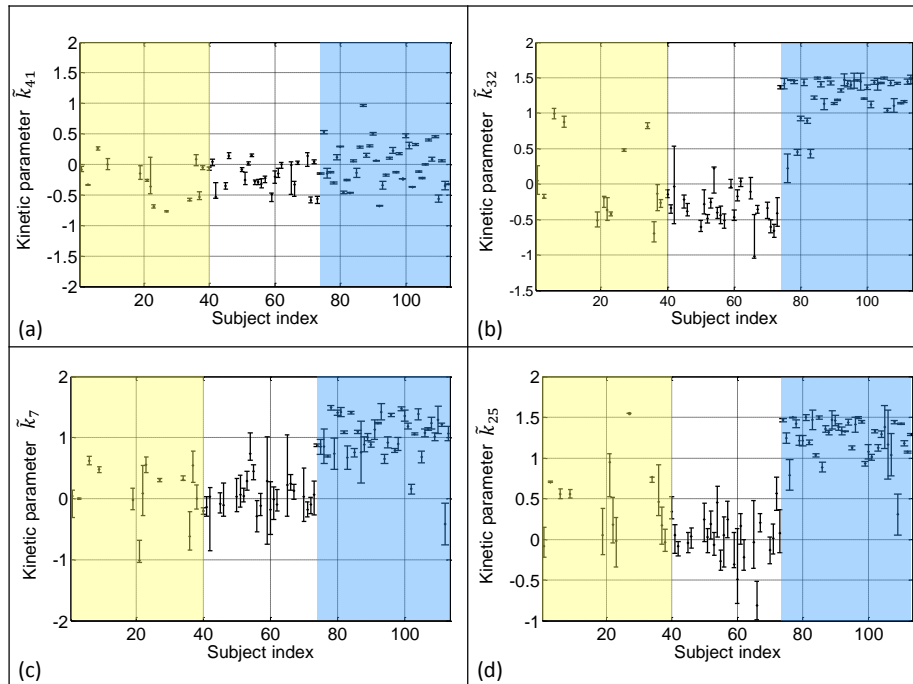 2
1.5
1
0.5
0
-0.5
-1
-1.5
-2
20 40 60 80 100
Kinetic parameter k̃₄₁
Subject index
(a)
2
1.5
1
0.5
0
-0.5
-1
-1.5
20 40 60 80 100
Kinetic parameter k̃₃₂
Subject index
(b)
2
1
0
-1
-2
20 40 60 80 100
Kinetic parameter k̃₇
Subject index
(c)
2
1.5
1
0.5
0
-0.5
-1
20 40 60 80 100
Kinetic parameter k̃₂₅
Subject index
(d)